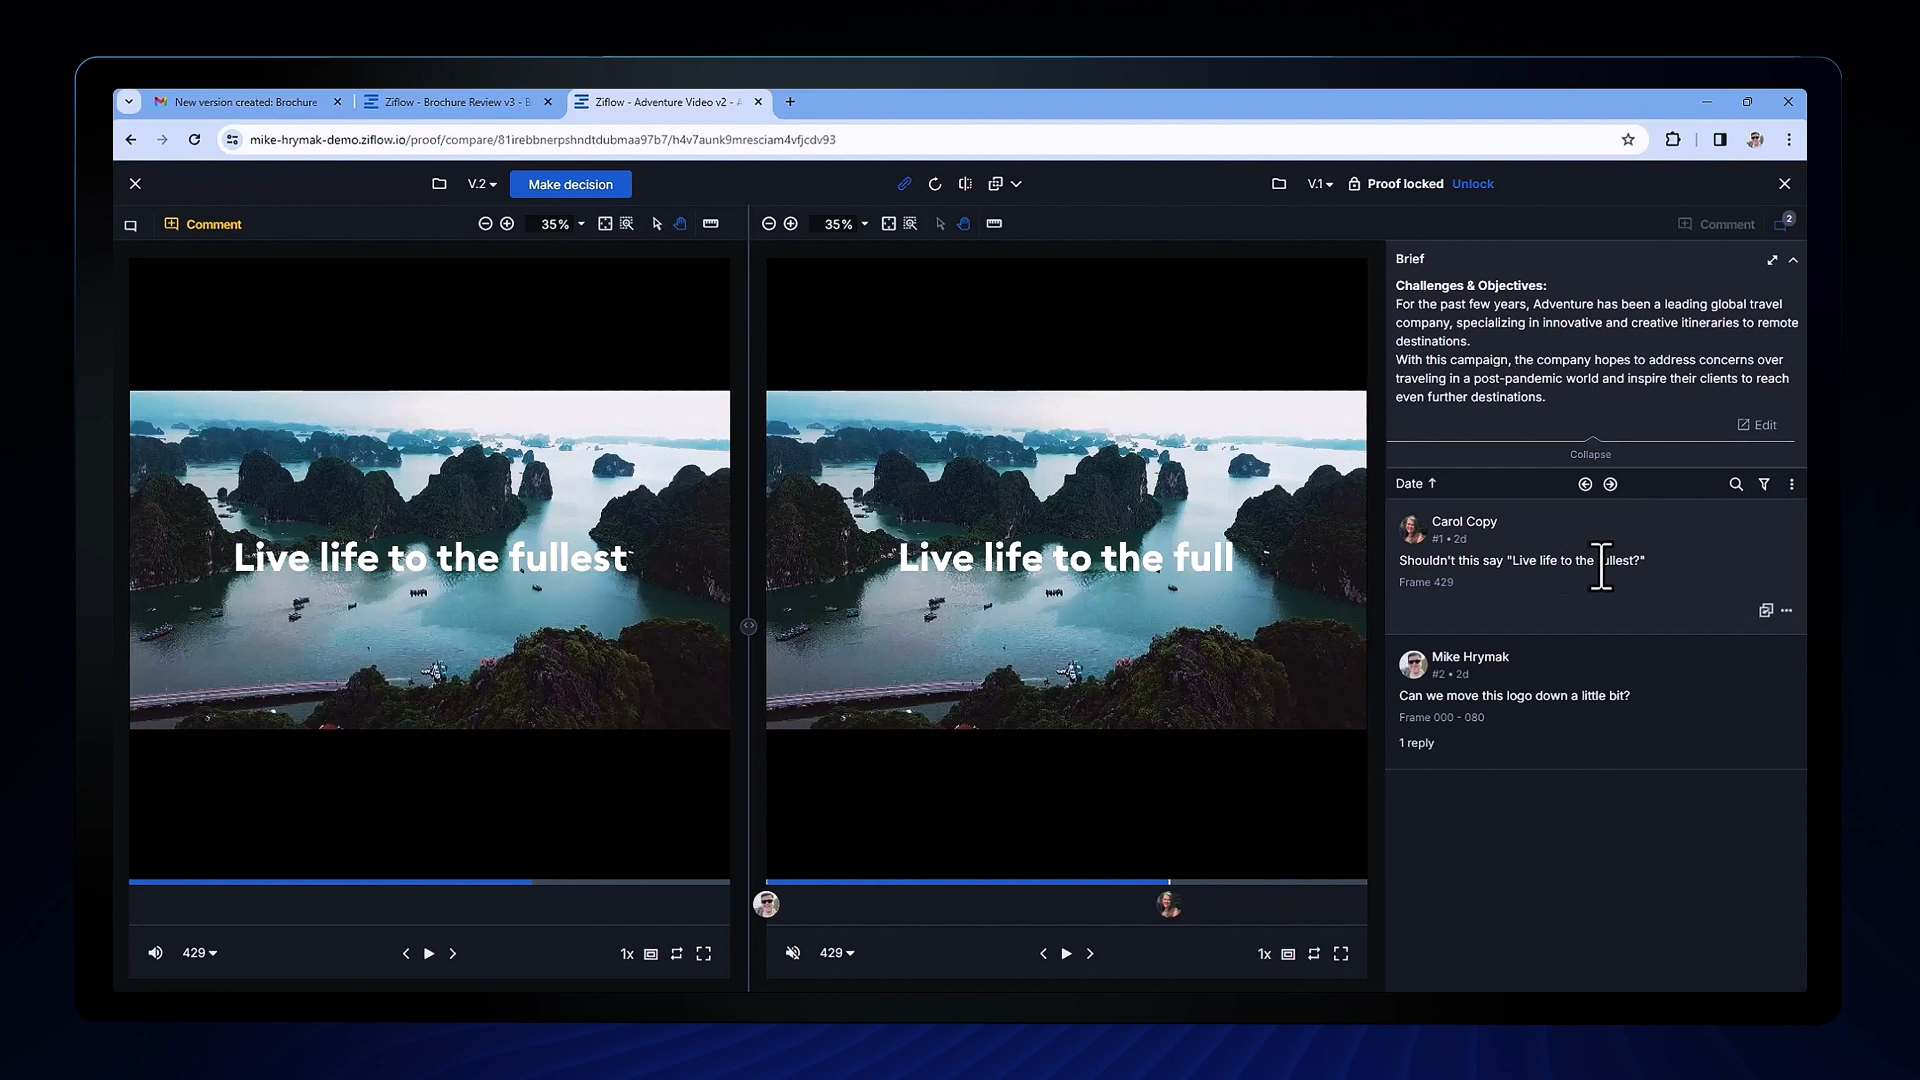 New version created: Brochure
Ziflow - Brochure Review v3 - B
Ziflow - Adventure Video v2 - A
mike-hrymak-demo.ziflow.io/proof/compare/81irebbnerpshndtdubmaa97b7/h4v7aunk9mresciam4vfjcdv93
V.2
Make decision
V.1
Proof locked
Unlock
Comment
35%
35%
Comment
2
Live life to the fullest
Live life to the full
Brief
Challenges & Objectives:
For the past few years, Adventure has been a leading global travel
company, specializing in innovative and creative itineraries to remote
destinations.
With this campaign, the company hopes to address concerns over
traveling in a post-pandemic world and inspire their clients to reach
even further destinations.
Edit
Collapse
Date
Carol Copy
#1 • 2d
Shouldn't this say "Live life to the fullest?"
Frame 429
Mike Hrymak
#2 • 2d
Can we move this logo down a little bit?
Frame 000 - 080
1 reply
429
1x
429
1x